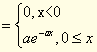 = { 0, x<0
ae^{-ax}, 0 ≤ x